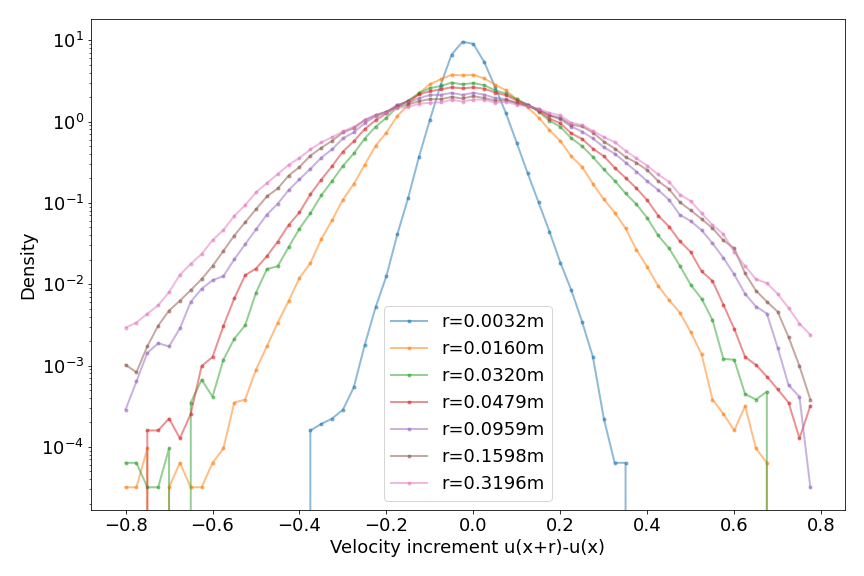 10¹
10⁰
10⁻¹
10⁻²
10⁻³
10⁻⁴
Density
r=0.0032m
r=0.0160m
r=0.0320m
r=0.0479m
r=0.0959m
r=0.1598m
r=0.3196m
−0.8 −0.6 −0.4 −0.2 0.0 0.2 0.4 0.6 0.8
Velocity increment u(x+r)-u(x)